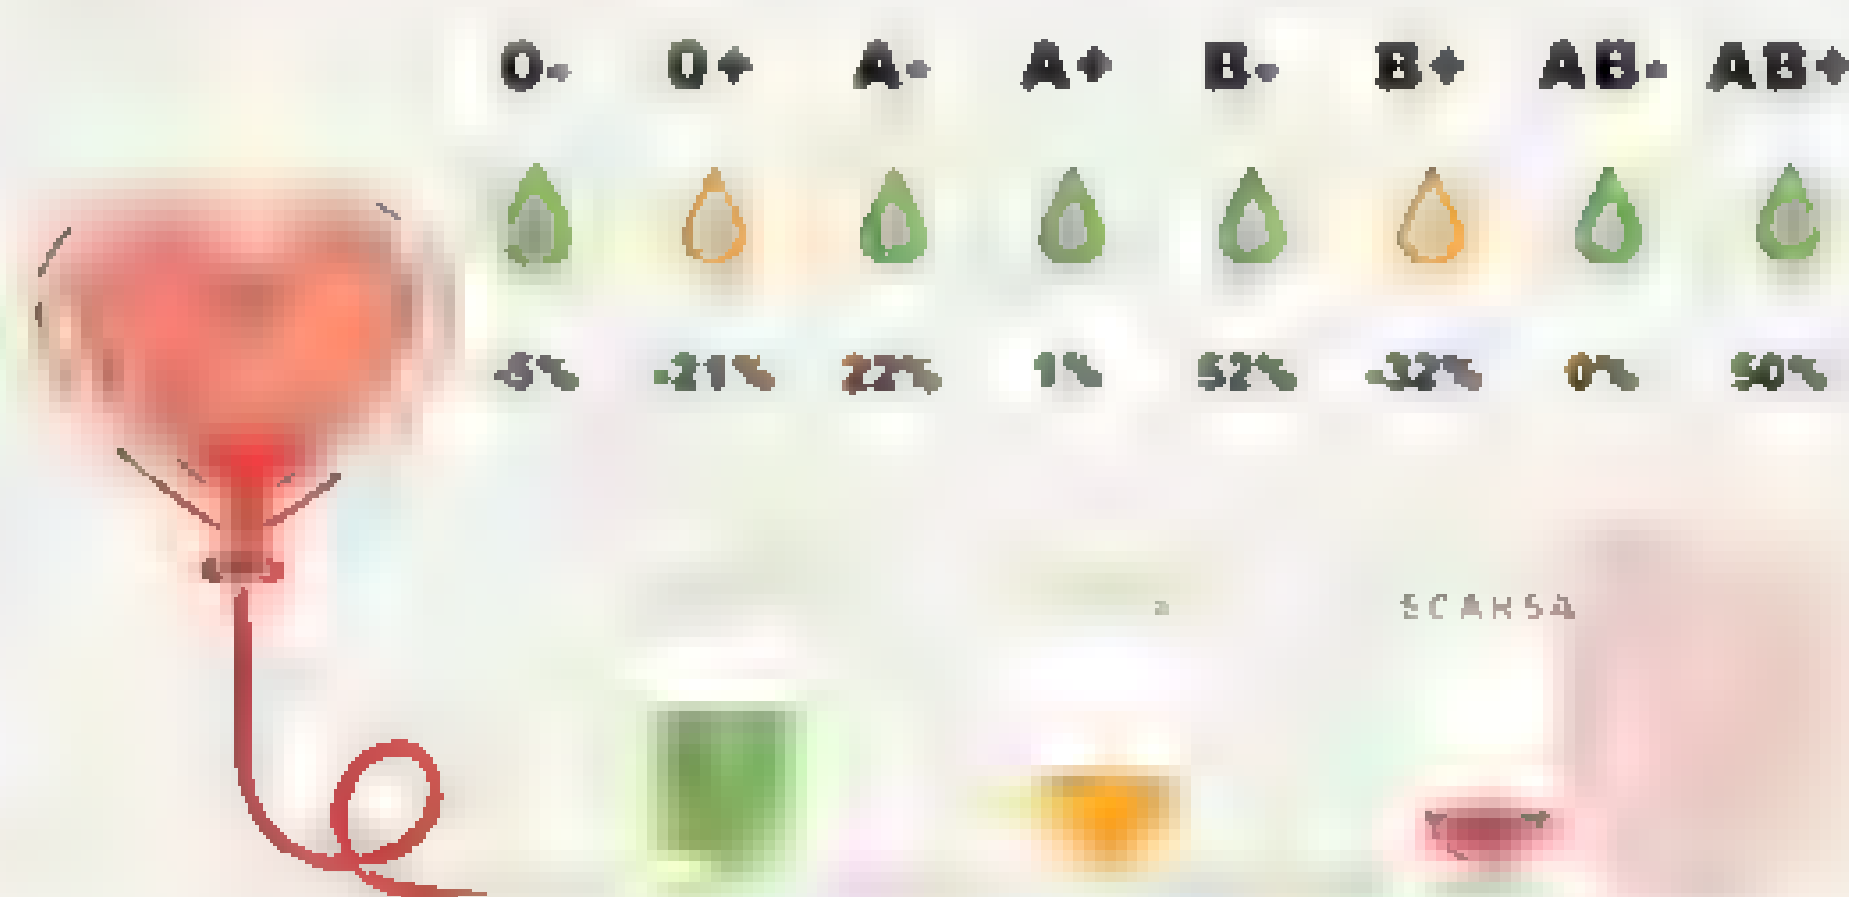 0- 0+ A- A+ B- B+ AB- AB+
-5% -21% 22% 1% 52% -32% 0% 50%
SCARSA